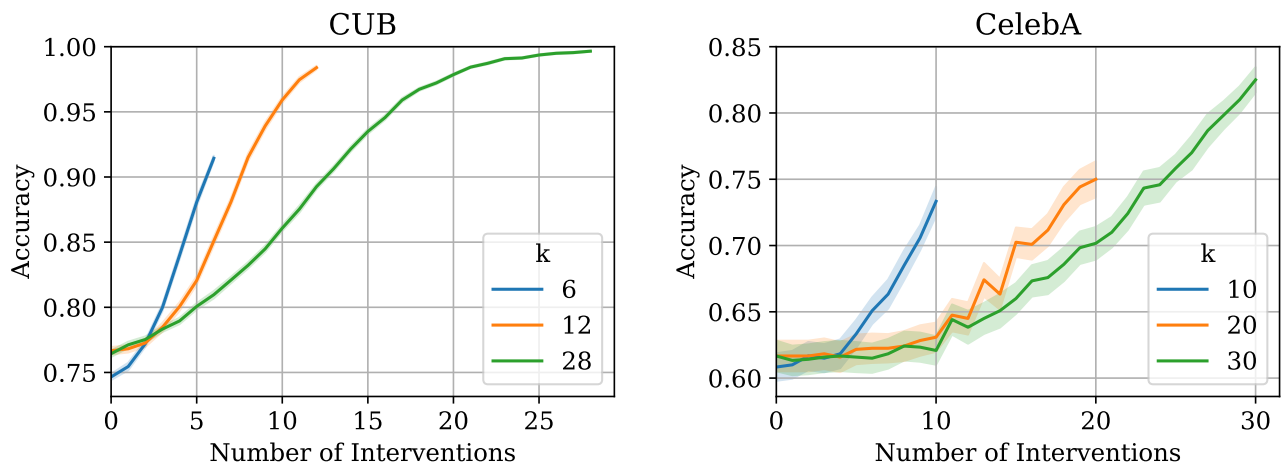 CUB
1.00
0.95
0.90
0.85
0.80
0.75
Accuracy
0 5 10 15 20 25
Number of Interventions
k
6
12
28
CelebA
0.85
0.80
0.75
0.70
0.65
0.60
Accuracy
0 10 20 30
Number of Interventions
k
10
20
30